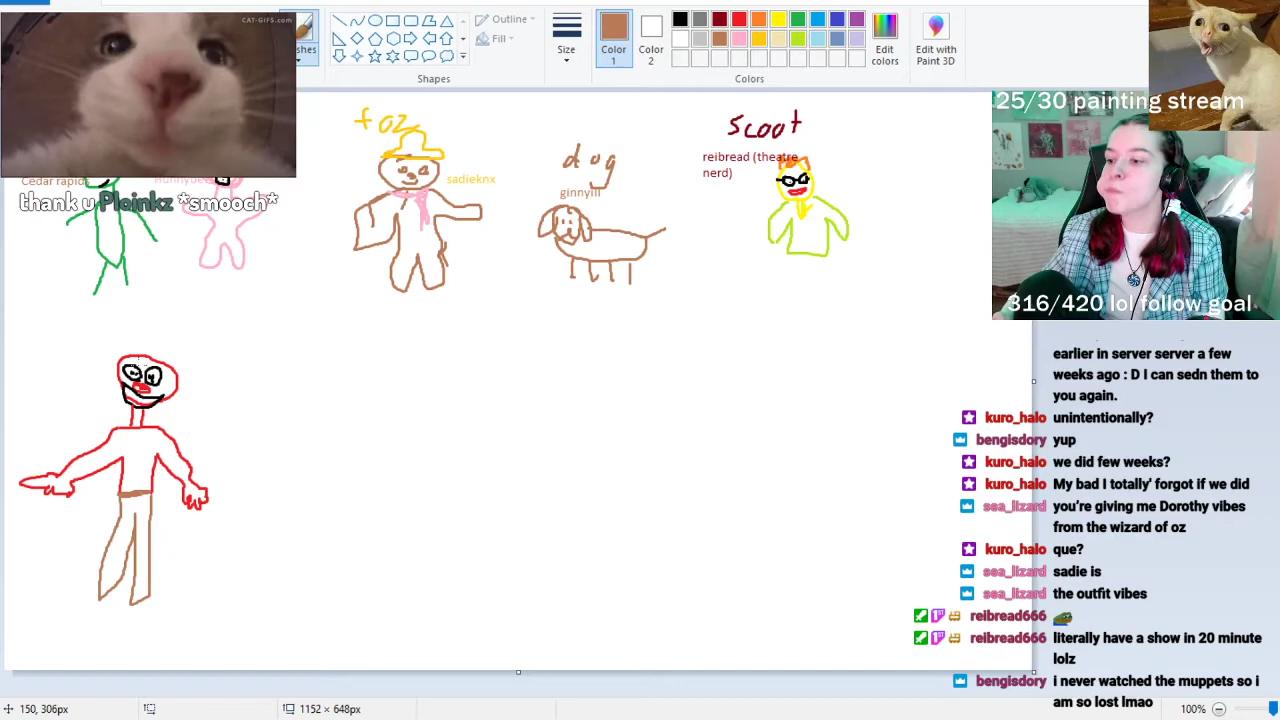 CAT-GIFS.COM
shes
Outline
Fill
Shapes
Size
Color
1
Color
2
Edit
colors
Edit with
Paint 3D
Colors
25/30 painting stream
foz
sadieknx
dog
ginnyill
scoot
reibread (theatre
nerd)
Cedar rapids
thank u Plainkz *smooch*
316/420 lol follow goal
earlier in server server a few
weeks ago : D I can sedn them to
you again.
kuro_halo unintentionally?
bengisdory yup
kuro_halo we did few weeks?
kuro_halo My bad I totally' forgot if we did
sea_lizard you’re giving me Dorothy vibes
from the wizard of oz
kuro_halo que?
sea_lizard sadie is
sea_lizard the outfit vibes
reibread666
reibread666 literally have a show in 20 minute
lolz
bengisdory i never watched the muppets so i
am so lost lmao
150, 306px
1152 × 648px
100%